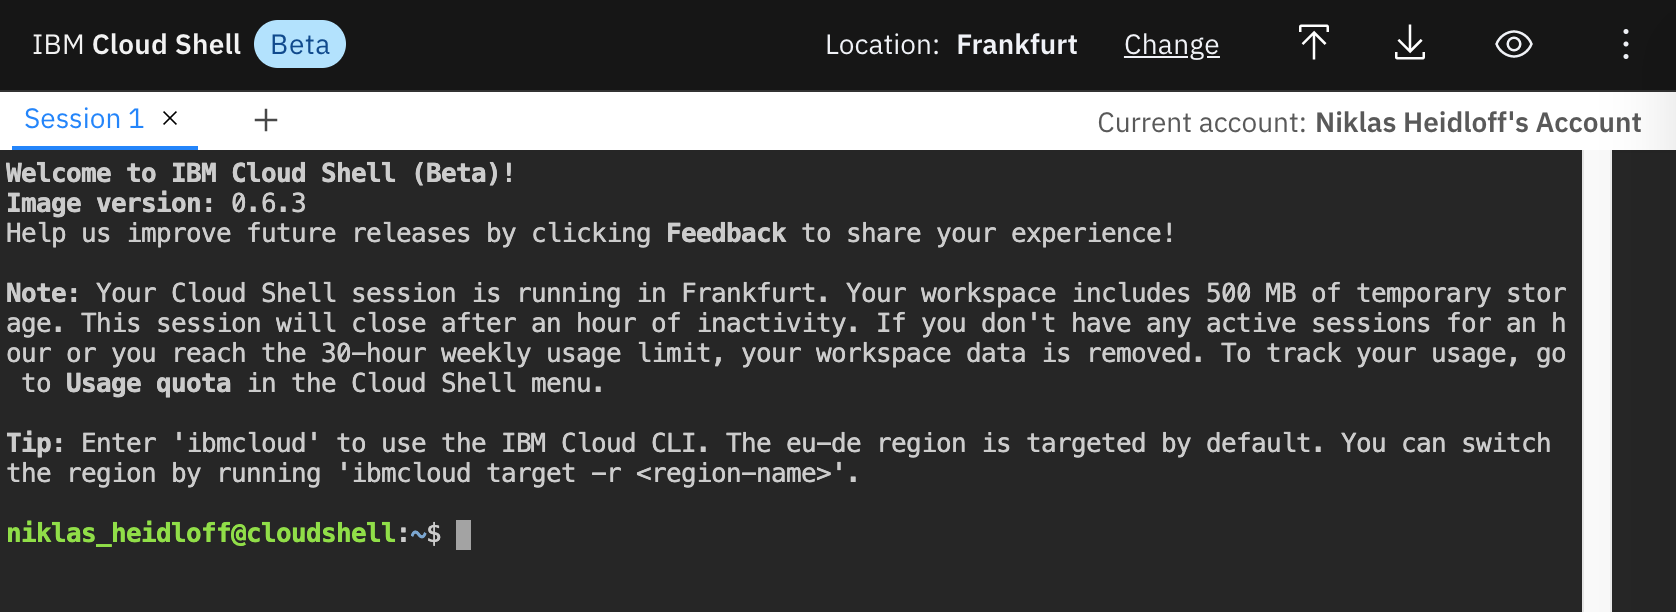 IBM Cloud Shell Beta Location: Frankfurt Change
Session 1 × + Current account: Niklas Heidloff's Account
Welcome to IBM Cloud Shell (Beta)!
Image version: 0.6.3
Help us improve future releases by clicking Feedback to share your experience!
Note: Your Cloud Shell session is running in Frankfurt. Your workspace includes 500 MB of temporary stor
age. This session will close after an hour of inactivity. If you don't have any active sessions for an h
our or you reach the 30-hour weekly usage limit, your workspace data is removed. To track your usage, go
 to Usage quota in the Cloud Shell menu.
Tip: Enter 'ibmcloud' to use the IBM Cloud CLI. The eu-de region is targeted by default. You can switch
the region by running 'ibmcloud target -r <region-name>'.
niklas_heidloff@cloudshell:~$